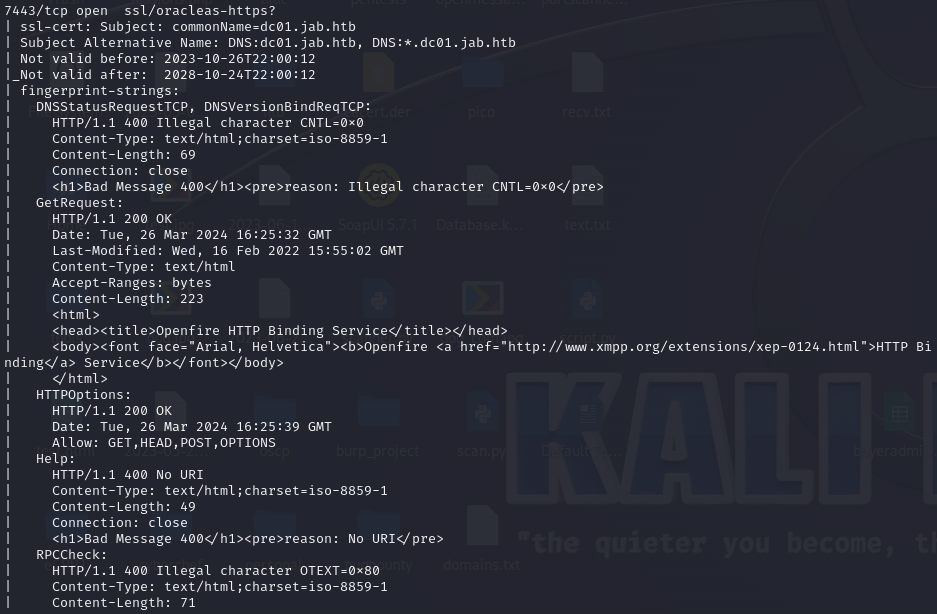 7443/tcp open  ssl/oracleas-https?
| ssl-cert: Subject: commonName=dc01.jab.htb
| Subject Alternative Name: DNS:dc01.jab.htb, DNS:*.dc01.jab.htb
| Not valid before: 2023-10-26T22:00:12
|_Not valid after:  2028-10-24T22:00:12
| fingerprint-strings:
|   DNSStatusRequestTCP, DNSVersionBindReqTCP:
|     HTTP/1.1 400 Illegal character CNTL=0x0
|     Content-Type: text/html;charset=iso-8859-1
|     Content-Length: 69
|     Connection: close
|     <h1>Bad Message 400</h1><pre>reason: Illegal character CNTL=0x0</pre>
|   GetRequest:
|     HTTP/1.1 200 OK
|     Date: Tue, 26 Mar 2024 16:25:32 GMT
|     Last-Modified: Wed, 16 Feb 2022 15:55:02 GMT
|     Content-Type: text/html
|     Accept-Ranges: bytes
|     Content-Length: 223
|     <html>
|     <head><title>Openfire HTTP Binding Service</title></head>
|     <body><font face="Arial, Helvetica"><b>Openfire <a href="http://www.xmpp.org/extensions/xep-0124.html">HTTP Bi
nding</a> Service</b></font></body>
|     </html>
|   HTTPOptions:
|     HTTP/1.1 200 OK
|     Date: Tue, 26 Mar 2024 16:25:39 GMT
|     Allow: GET,HEAD,POST,OPTIONS
|   Help:
|     HTTP/1.1 400 No URI
|     Content-Type: text/html;charset=iso-8859-1
|     Content-Length: 49
|     Connection: close
|     <h1>Bad Message 400</h1><pre>reason: No URI</pre>
|   RPCCheck:
|     HTTP/1.1 400 Illegal character OTEXT=0x80
|     Content-Type: text/html;charset=iso-8859-1
|     Content-Length: 71
pico
recv.txt
SoapUI 5.7.1
Database.k...
text.txt
burp_project
scan.py
KALI
"the quieter you become, th
domains.txt